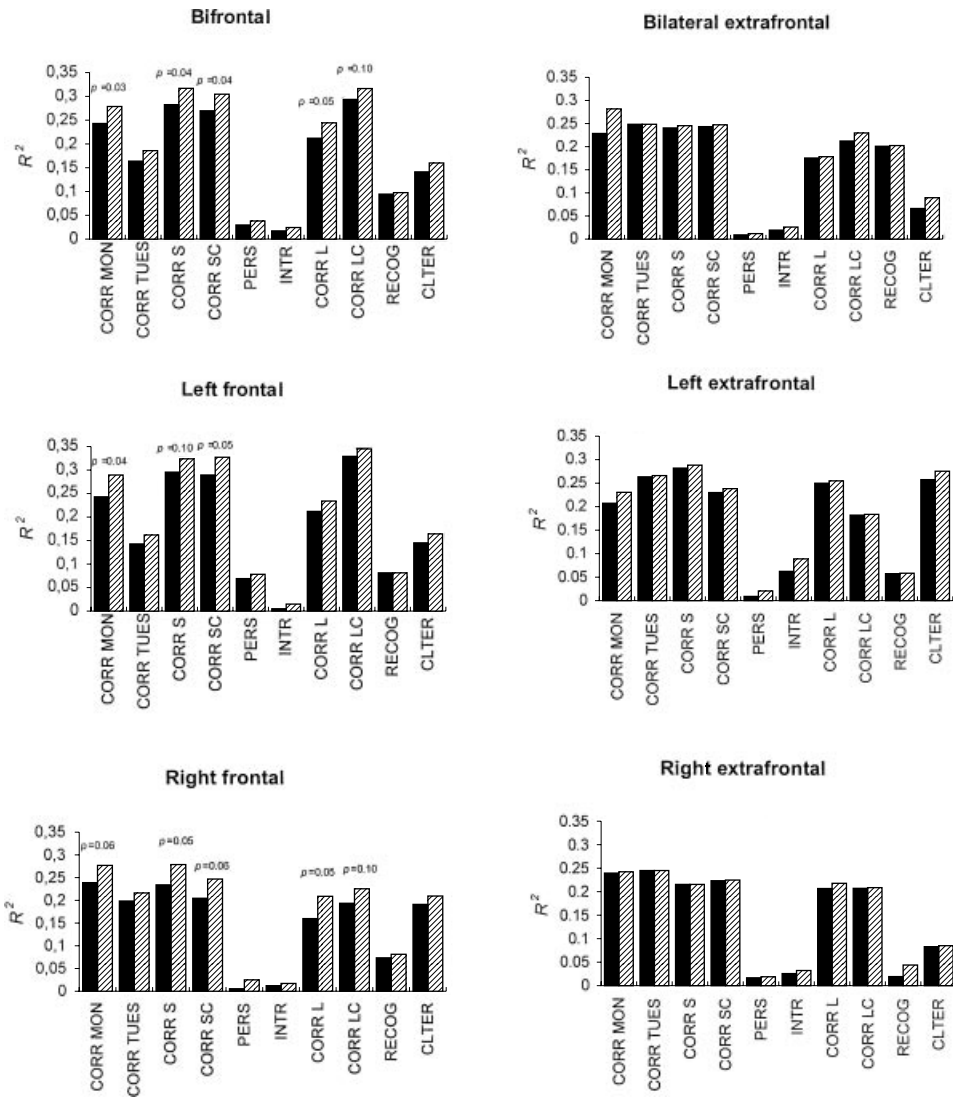 Bifrontal
R²
0,35
0,3
0,25
0,2
0,15
0,1
0,05
0
p =0.03
p =0.04
p =0.04
p =0.05
p =0.10
CORR MON
CORR TUES
CORR S
CORR SC
PERS
INTR
CORR L
CORR LC
RECOG
CLTER
Bilateral extrafrontal
R²
0.35
0.3
0.25
0.2
0.15
0.1
0.05
0
CORR MON
CORR TUES
CORR S
CORR SC
PERS
INTR
CORR L
CORR LC
RECOG
CLTER
Left frontal
R²
0,35
0,3
0,25
0,2
0,15
0,1
0,05
0
p =0.04
p =0.10
p =0.05
CORR MON
CORR TUES
CORR S
CORR SC
PERS
INTR
CORR L
CORR LC
RECOG
CLTER
Left extrafrontal
R²
0.35
0.3
0.25
0.2
0.15
0.1
0.05
0
CORR MON
CORR TUES
CORR S
CORR SC
PERS
INTR
CORR L
CORR LC
RECOG
CLTER
Right frontal
R²
0,35
0,3
0,25
0,2
0,15
0,1
0,05
0
p=0.06
p=0.05
p=0.06
p=0.05
p=0.10
CORR MON
CORR TUES
CORR S
CORR SC
PERS
INTR
CORR L
CORR LC
RECOG
CLTER
Right extrafrontal
R²
0.35
0.3
0.25
0.2
0.15
0.1
0.05
0
CORR MON
CORR TUES
CORR S
CORR SC
PERS
INTR
CORR L
CORR LC
RECOG
CLTER